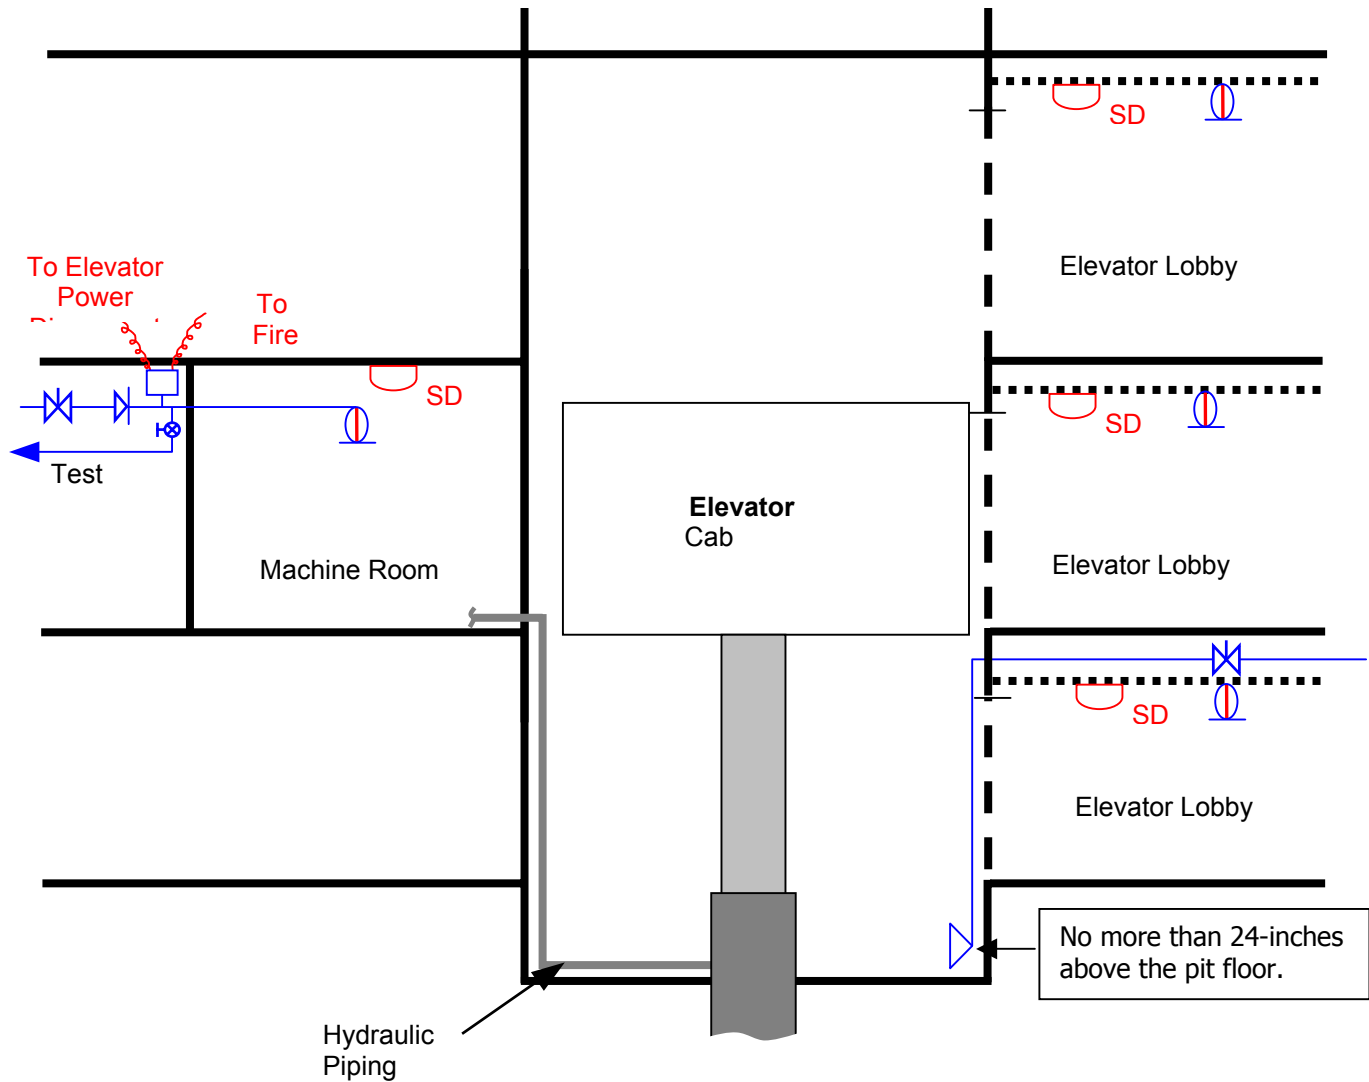 SD
Elevator Lobby
To Elevator
Power
To
Fire
SD
SD
Test
Elevator
Cab
Machine Room
Elevator Lobby
SD
Elevator Lobby
No more than 24-inches
above the pit floor.
Hydraulic
Piping